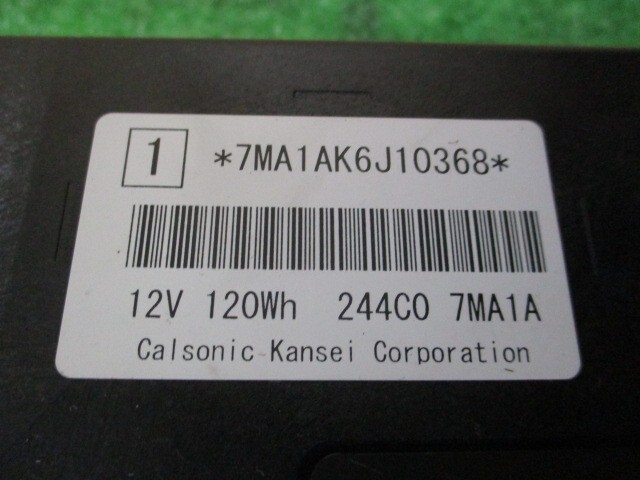 1 *7MA1AK6J10368*
12V 120Wh 244C0 7MA1A
Calsonic Kansei Corporation